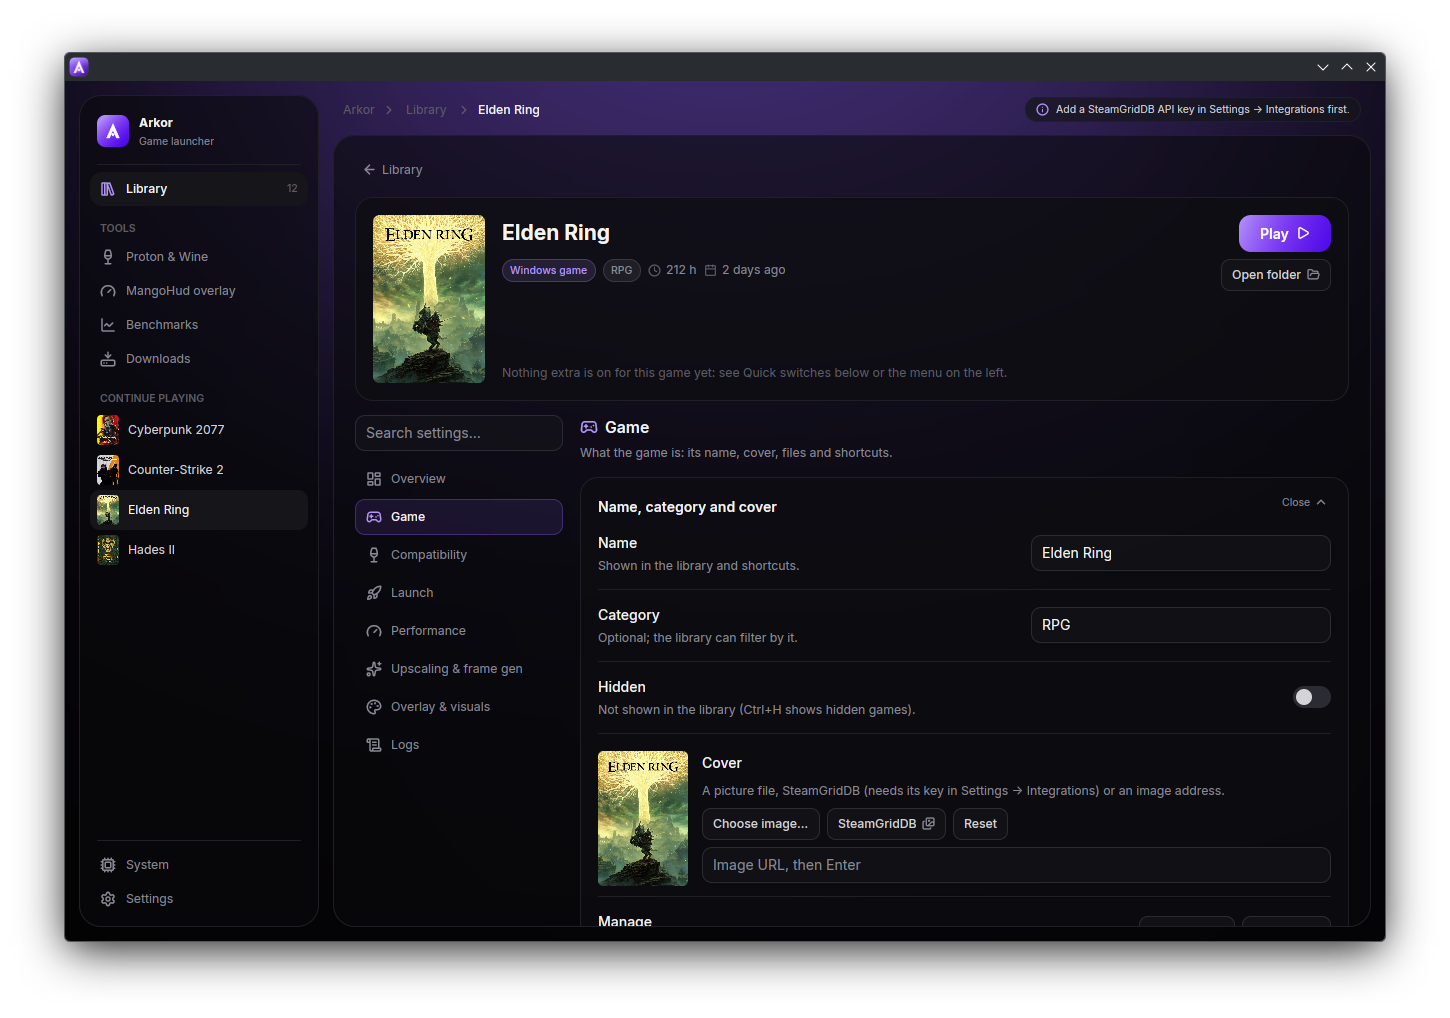 Arkor
Game launcher
Library 12
TOOLS
Proton & Wine
MangoHud overlay
Benchmarks
Downloads
CONTINUE PLAYING
Cyberpunk 2077
Counter-Strike 2
Elden Ring
Hades II
System
Settings
Arkor > Library > Elden Ring
Add a SteamGridDB API key in Settings → Integrations first.
← Library
ELDEN RING
Elden Ring
Windows game RPG 212 h 2 days ago
Nothing extra is on for this game yet: see Quick switches below or the menu on the left.
Play
Open folder
Search settings...
Overview
Game
Compatibility
Launch
Performance
Upscaling & frame gen
Overlay & visuals
Logs
Game
What the game is: its name, cover, files and shortcuts.
Name, category and cover
Close
Name
Shown in the library and shortcuts.
Elden Ring
Category
Optional; the library can filter by it.
RPG
Hidden
Not shown in the library (Ctrl+H shows hidden games).
ELDEN RING
Cover
A picture file, SteamGridDB (needs its key in Settings → Integrations) or an image address.
Choose image...
SteamGridDB
Reset
Image URL, then Enter
Manage